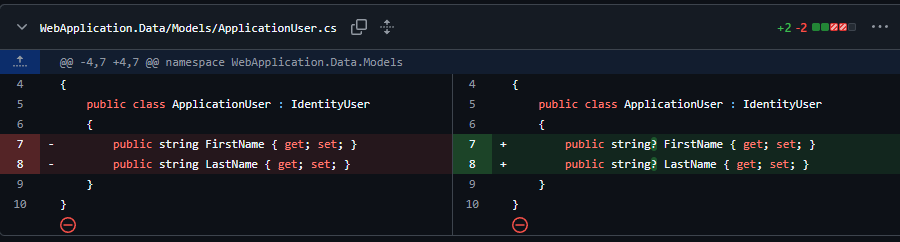 WebApplication.Data/Models/ApplicationUser.cs +2 -2
@@ -4,7 +4,7 @@ namespace WebApplication.Data.Models
4 {
5 public class ApplicationUser : IdentityUser
6 {
7 - public string FirstName { get; set; }
8 - public string LastName { get; set; }
9 }
10 }
4 {
5 public class ApplicationUser : IdentityUser
6 {
7 + public string? FirstName { get; set; }
8 + public string? LastName { get; set; }
9 }
10 }